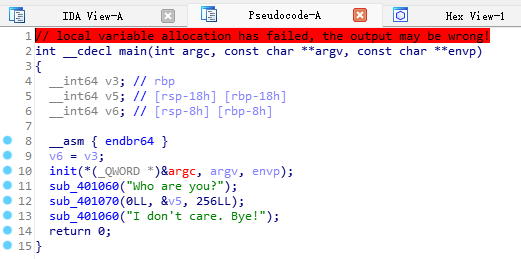 IDA View-A Pseudocode-A Hex View-1
1 // local variable allocation has failed, the output may be wrong!
2 int __cdecl main(int argc, const char **argv, const char **envp)
3 {
4   __int64 v3; // rbp
5   __int64 v5; // [rsp-18h] [rbp-18h]
6   __int64 v6; // [rsp-8h] [rbp-8h]
7
8   __asm { endbr64 }
9   v6 = v3;
10   init(*(_QWORD *)&argc, argv, envp);
11   sub_401060("Who are you?");
12   sub_401070(0LL, &v5, 256LL);
13   sub_401060("I don't care. Bye!");
14   return 0;
15 }